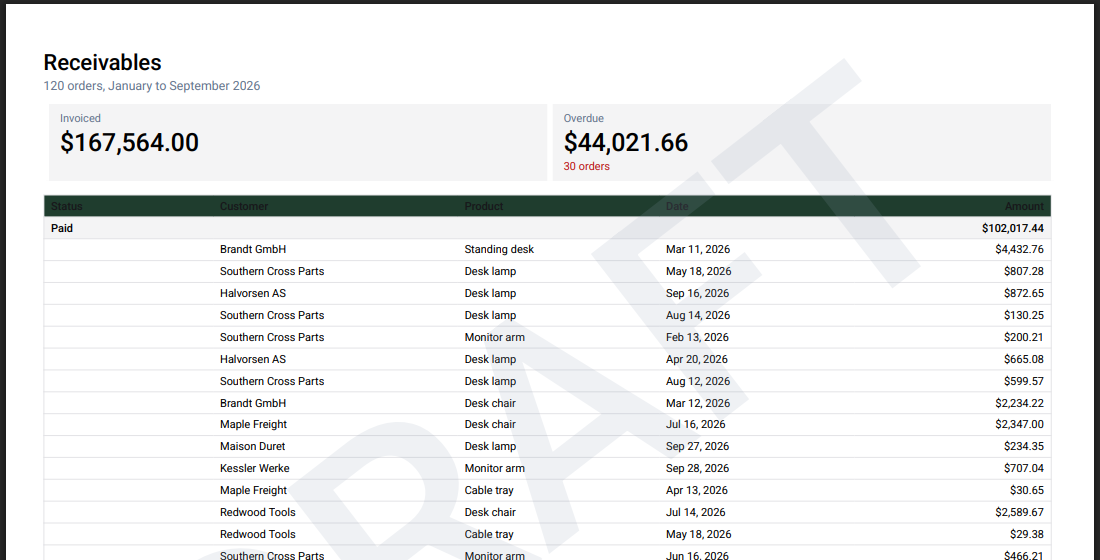 Receivables
120 orders, January to September 2026
Invoiced Overdue
$167,564.00 $44,021.66
30 orders
Status Customer Product Date Amount
Paid $102,017.44
Brandt GmbH Standing desk Mar 11, 2026 $4,432.76
Southern Cross Parts Desk lamp May 18, 2026 $807.28
Halvorsen AS Desk lamp Sep 16, 2026 $872.65
Southern Cross Parts Desk lamp Aug 14, 2026 $130.25
Southern Cross Parts Monitor arm Feb 13, 2026 $200.21
Halvorsen AS Desk lamp Apr 20, 2026 $665.08
Southern Cross Parts Desk lamp Aug 12, 2026 $599.57
Brandt GmbH Desk chair Mar 12, 2026 $2,234.22
Maple Freight Desk chair Jul 16, 2026 $2,347.00
Maison Duret Desk lamp Sep 27, 2026 $234.35
Kessler Werke Monitor arm Sep 28, 2026 $707.04
Maple Freight Cable tray Apr 13, 2026 $30.65
Redwood Tools Desk chair Jul 14, 2026 $2,589.67
Redwood Tools Cable tray May 18, 2026 $29.38
Southern Cross Parts Monitor arm Jun 16, 2026 $466.21
DRAFT